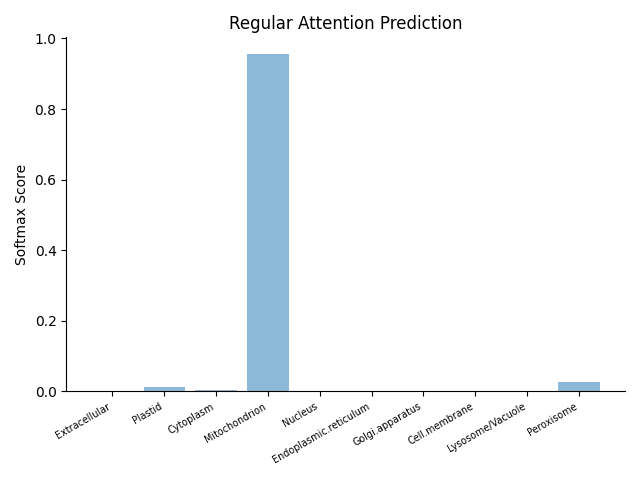 Regular Attention Prediction
Softmax Score
1.0
0.8
0.6
0.4
0.2
0.0
Extracellular
Plastid
Cytoplasm
Mitochondrion
Nucleus
Endoplasmic.reticulum
Golgi.apparatus
Cell.membrane
Lysosome/Vacuole
Peroxisome